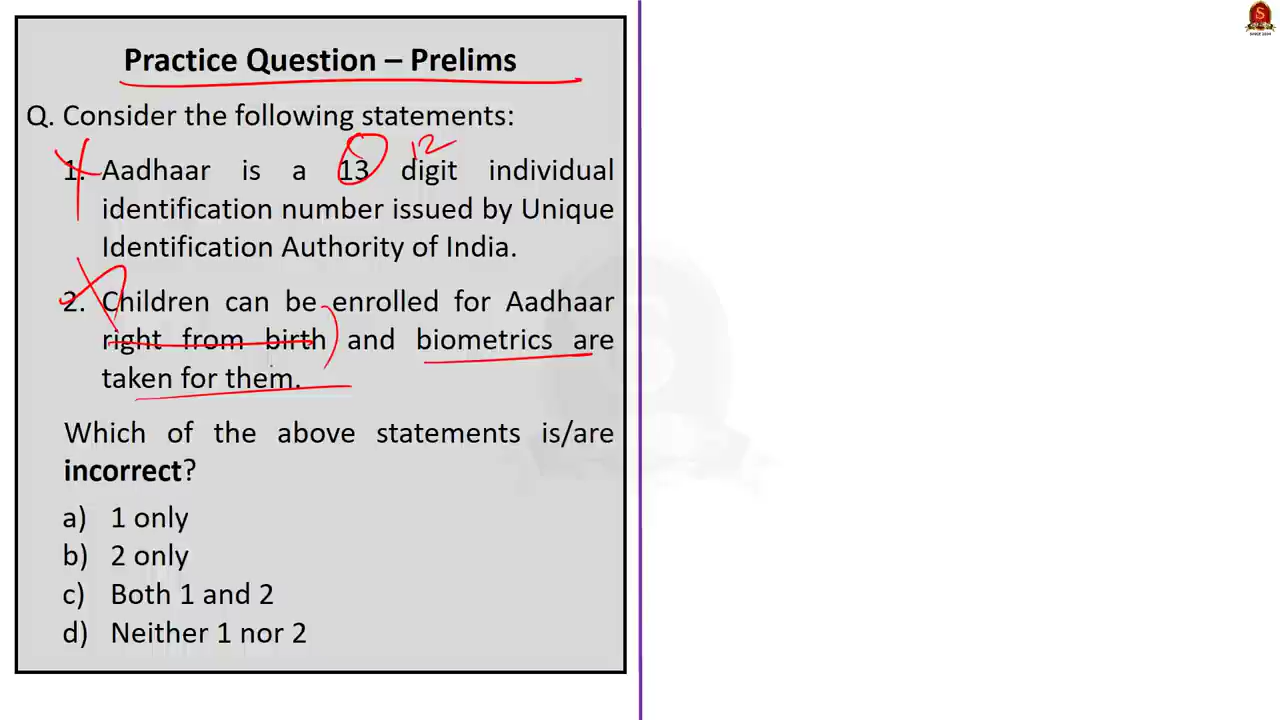 Practice Question – Prelims
Q. Consider the following statements:
12
1. Aadhaar is a 13 digit individual
identification number issued by Unique
Identification Authority of India.
2. Children can be enrolled for Aadhaar
right from birth and biometrics are
taken for them.
Which of the above statements is/are
incorrect?
a) 1 only
b) 2 only
c) Both 1 and 2
d) Neither 1 nor 2
S